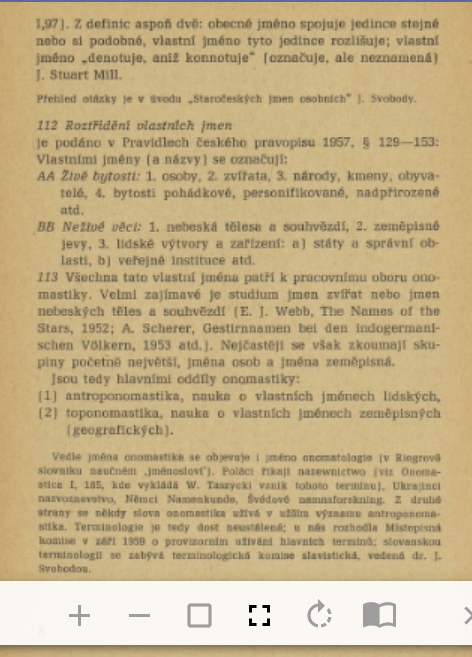 I,97). Z definic aspoň dvě: obecné jméno spojuje jedince stejné
nebo si podobné, vlastní jméno tyto jedince rozlišuje; vlastní
jméno „denotuje, aniž konnotuje“ (označuje, ale neznamená)
J. Stuart Mill.
Přehled otázky je v úvodu „Staročeských jmen osobních“ J. Svobody.
112 Roztřídění vlastních jmen
je podáno v Pravidlech českého pravopisu 1957, § 129—153:
Vlastními jmény (a názvy) se označují:
AA Živé bytosti: 1. osoby, 2. zvířata, 3. národy, kmeny, obyva-
telé, 4. bytosti pohádkové, personifikované, nadpřirozené
atd.
BB Neživé věci: 1. nebeská tělesa a souhvězdí, 2. zeměpisné
jevy, 3. lidské výtvory a zařízení: a) státy a správní ob-
lasti, b) veřejné instituce atd.
113 Všechna tato vlastní jména patří k pracovnímu oboru ono-
mastiky. Velmi zajímavé je studium jmen zvířat nebo jmen
nebeských těles a souhvězdí (E. J. Webb, The Names of the
Stars, 1952; A. Scherer, Gestirnnamen bei den indogermani-
schen Völkern, 1953 atd.). Nejčastěji se však zkoumají sku-
piny početně největší, jména osob a jména zeměpisná.
Jsou tedy hlavními oddíly onomastiky:
(1) antroponomastika, nauka o vlastních jménech lidských,
(2) toponomastika, nauka o vlastních jménech zeměpisných
(geografických).
Vedle jména onomastika se objevuje i jméno onomatologie (v Riegrově
slovníku naučném „jménosloví“). Poláci říkají nazewnictwo (viz Onoma-
stica I, 185, kde vykládá W. Taszycki vznik tohoto termínu), Ukrajinci
nazvoznavstvo, Němci Namenkunde, Švédové namnforskning. Z druhé
strany se někdy slova onomastika užívá v užším významu antroponoma-
stika. Terminologie je tedy dost neustálená; u nás rozhodla Místopisná
komise v září 1959 o provizorním užívání hlavních termínů; slovanskou
terminologií se zabývá terminologická komise slavistická, vedená dr. J.
Svobodou.